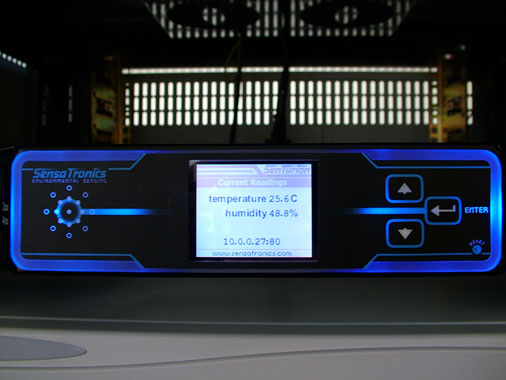 SensaTronics
ENVIRONMENTAL SENSING
SenTurion
Current Readings
temperature 25.6C
humidity 48.8%
10.0.0.27:80
www.sensatronics.com
ENTER
RESET